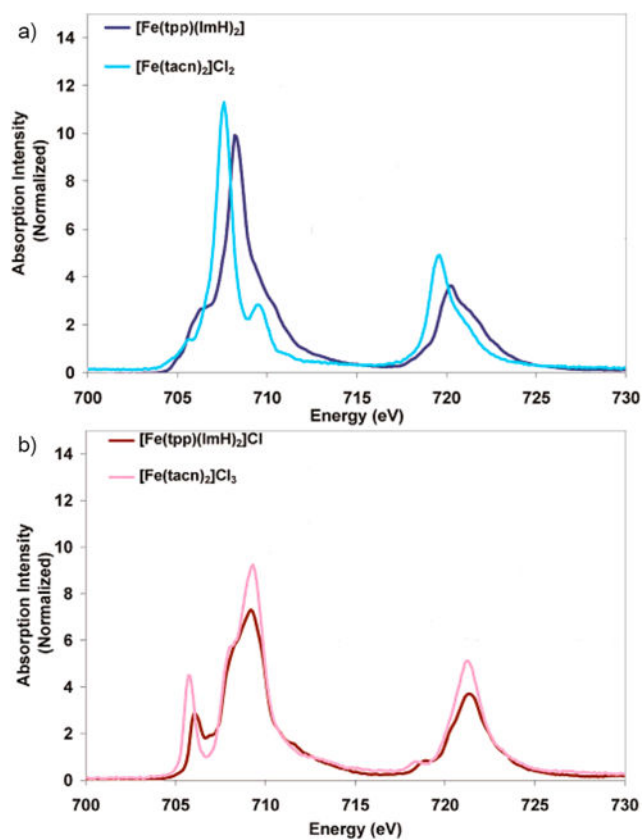 a)
[Fe(tpp)(ImH)₂]
[Fe(tacn)₂]Cl₂
Absorption Intensity
(Normalized)
14
12
10
8
6
4
2
0
700 705 710 715 720 725 730
Energy (eV)
b)
[Fe(tpp)(ImH)₂]Cl
[Fe(tacn)₂]Cl₃
Absorption Intensity
(Normalized)
14
12
10
8
6
4
2
0
700 705 710 715 720 725 730
Energy (eV)